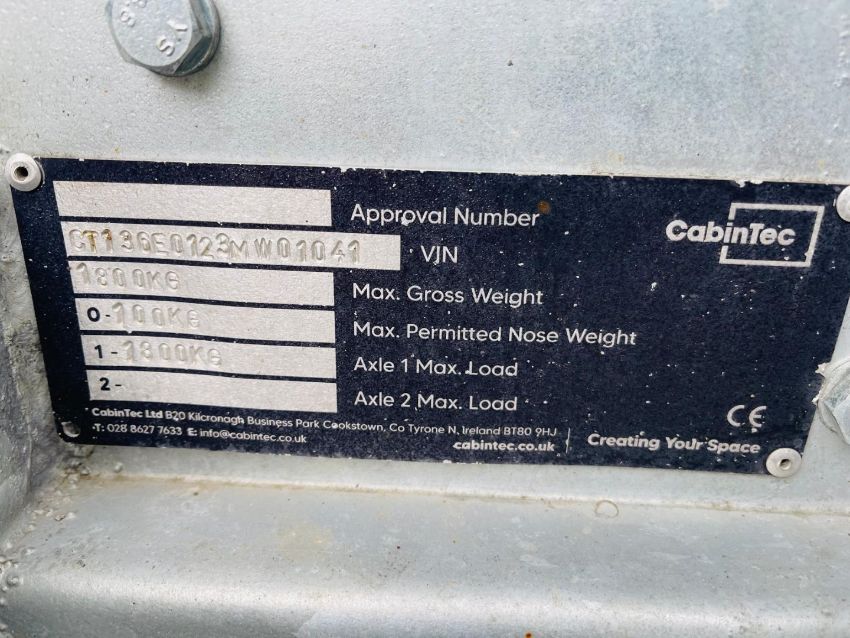 Approval Number
CabinTec
CT136E0123MW01041 VIN
1300KG Max. Gross Weight
0-100KG Max. Permitted Nose Weight
1-1300KG Axle 1 Max. Load
2- Axle 2 Max. Load
CE
CabinTec Ltd B20 Kilcronagh Business Park Cookstown, Co Tyrone N. Ireland BT80 9HJ
T: 028 8627 7633 E: info@cabintec.co.uk cabintec.co.uk
Creating Your Space